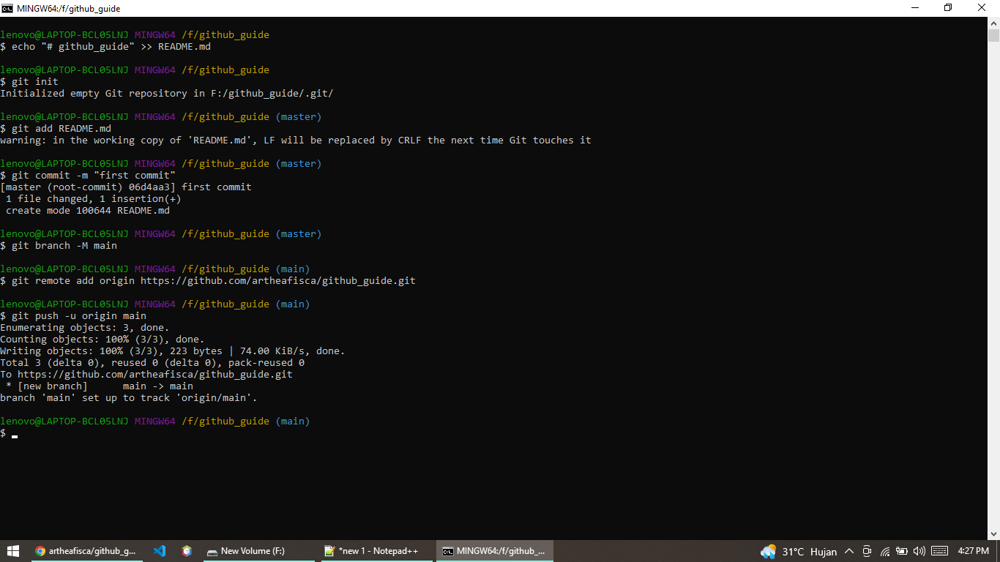 MINGW64:/f/github_guide
lenovo@LAPTOP-BCL05LNJ MINGW64 /f/github_guide
$ echo "# github_guide" >> README.md
lenovo@LAPTOP-BCL05LNJ MINGW64 /f/github_guide
$ git init
Initialized empty Git repository in F:/github_guide/.git/
lenovo@LAPTOP-BCL05LNJ MINGW64 /f/github_guide (master)
$ git add README.md
warning: in the working copy of 'README.md', LF will be replaced by CRLF the next time Git touches it
lenovo@LAPTOP-BCL05LNJ MINGW64 /f/github_guide (master)
$ git commit -m "first commit"
[master (root-commit) 06d4aa3] first commit
 1 file changed, 1 insertion(+)
 create mode 100644 README.md
lenovo@LAPTOP-BCL05LNJ MINGW64 /f/github_guide (master)
$ git branch -M main
lenovo@LAPTOP-BCL05LNJ MINGW64 /f/github_guide (main)
$ git remote add origin https://github.com/artheafisca/github_guide.git
lenovo@LAPTOP-BCL05LNJ MINGW64 /f/github_guide (main)
$ git push -u origin main
Enumerating objects: 3, done.
Counting objects: 100% (3/3), done.
Writing objects: 100% (3/3), 223 bytes | 74.00 KiB/s, done.
Total 3 (delta 0), reused 0 (delta 0), pack-reused 0
To https://github.com/artheafisca/github_guide.git
 * [new branch]      main -> main
branch 'main' set up to track 'origin/main'.
lenovo@LAPTOP-BCL05LNJ MINGW64 /f/github_guide (main)
$
artheafisca/github_g... New Volume (F:) *new 1 - Notepad++ MINGW64:/f/github_... 31°C Hujan 4:27 PM